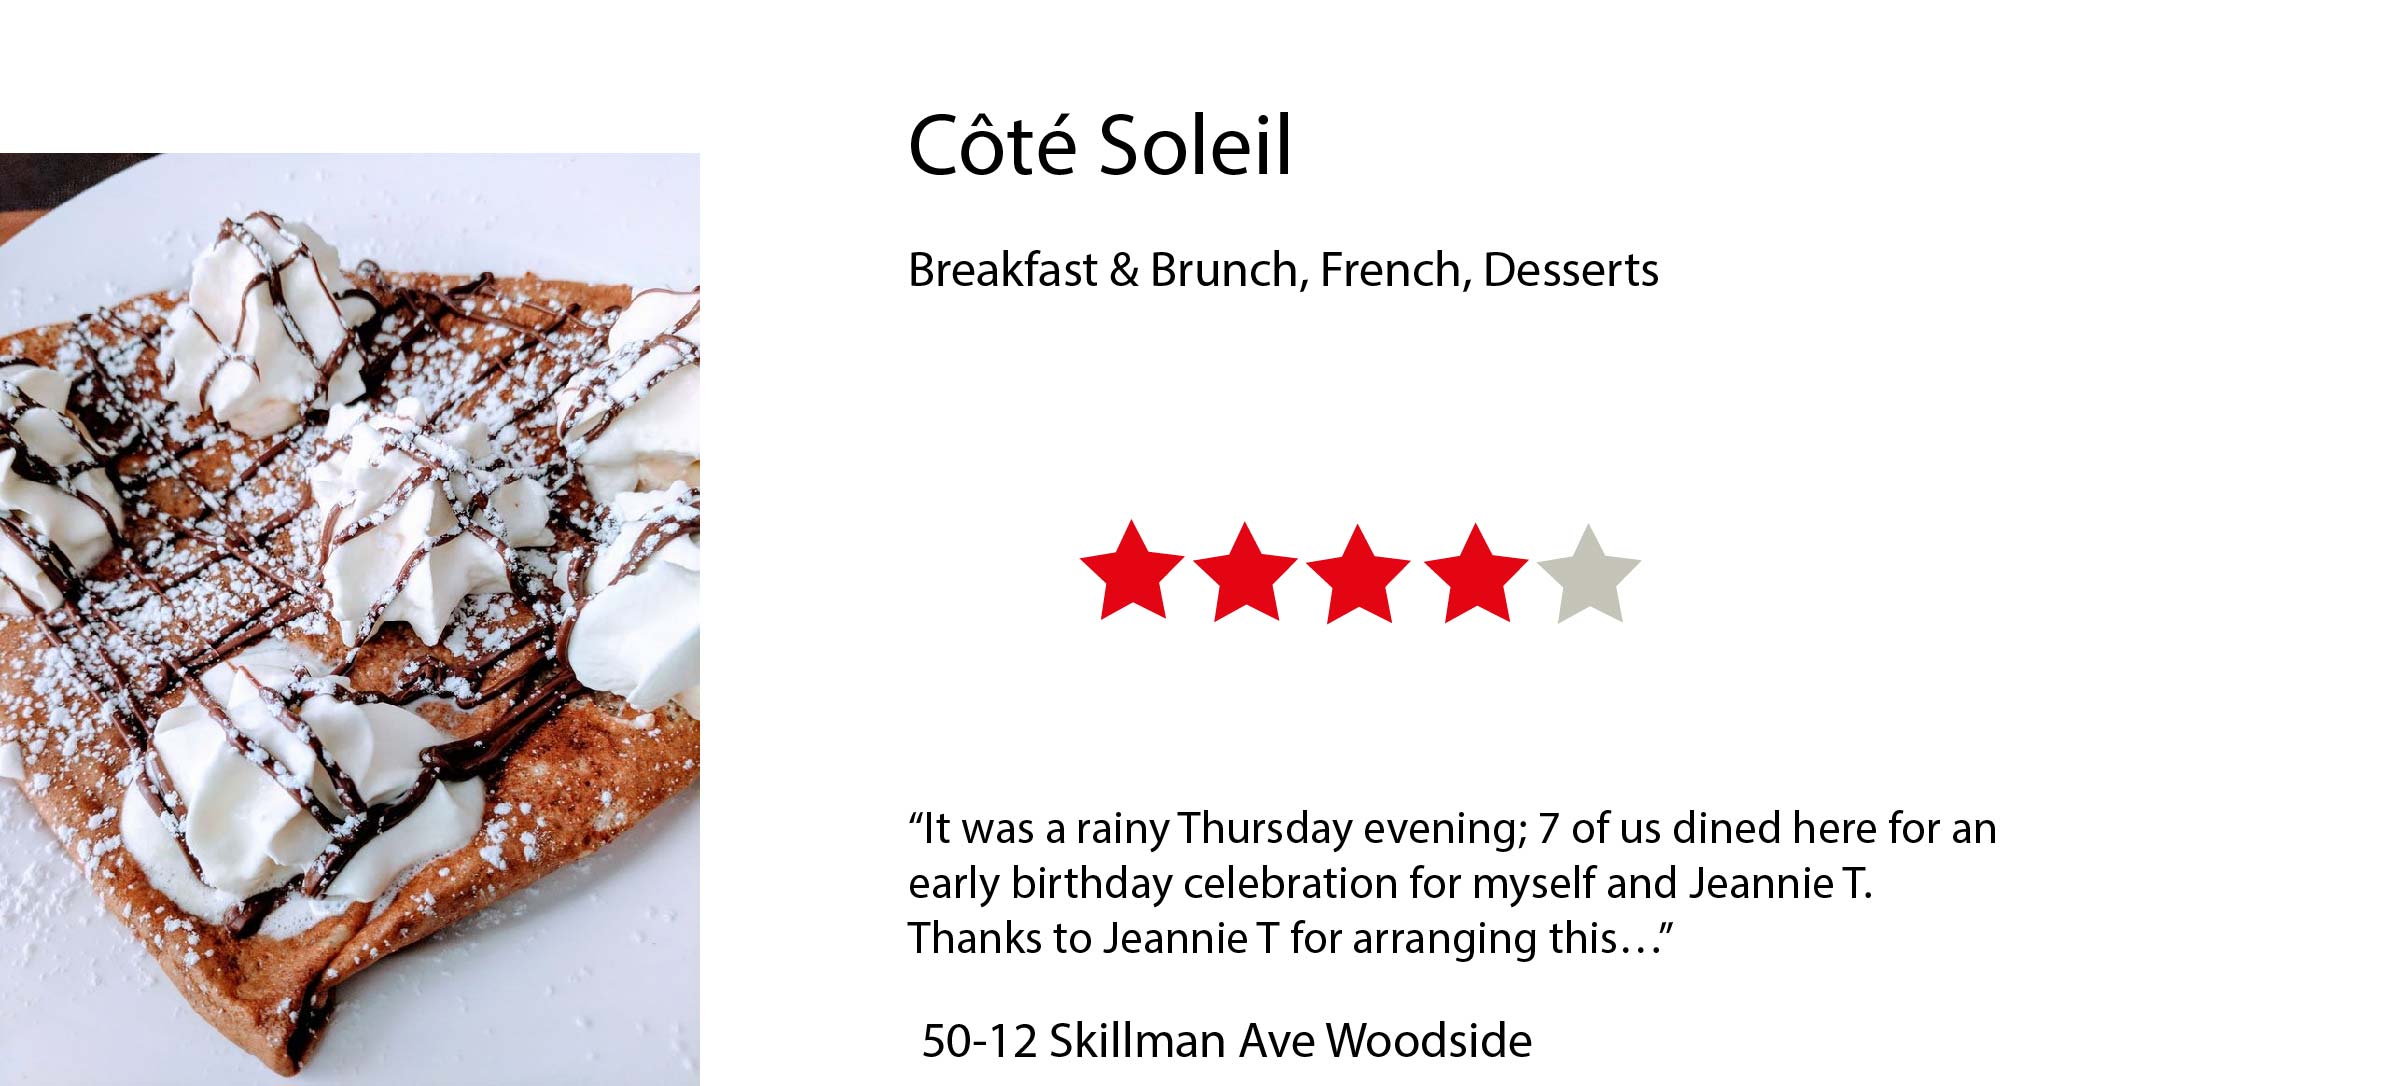 Côté Soleil
Breakfast & Brunch, French, Desserts
“It was a rainy Thursday evening; 7 of us dined here for an
early birthday celebration for myself and Jeannie T.
Thanks to Jeannie T for arranging this…”
50-12 Skillman Ave Woodside